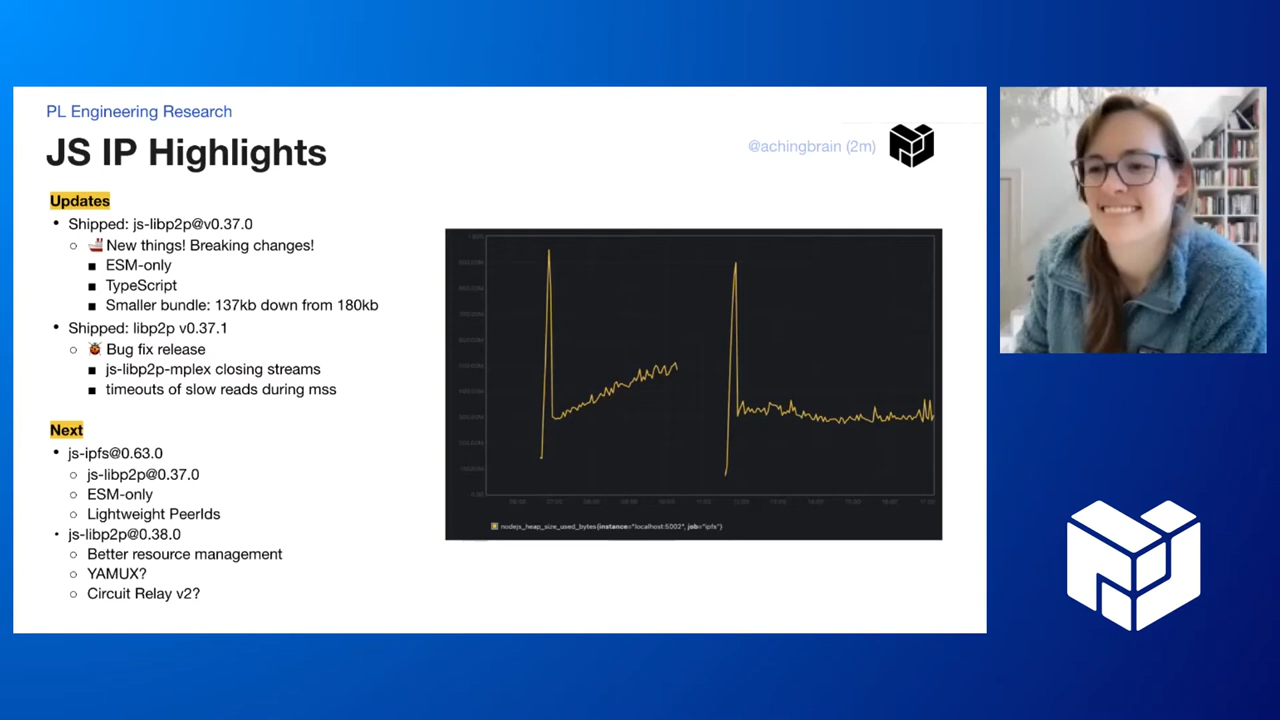 PL Engineering Research
JS IP Highlights
@achingbrain (2m)
Updates
• Shipped: js-libp2p@v0.37.0
○ 🚢 New things! Breaking changes!
■ ESM-only
■ TypeScript
■ Smaller bundle: 137kb down from 180kb
• Shipped: libp2p v0.37.1
○ 🐞 Bug fix release
■ js-libp2p-mplex closing streams
■ timeouts of slow reads during mss
Next
• js-ipfs@0.63.0
○ js-libp2p@0.37.0
○ ESM-only
○ Lightweight PeerIds
• js-libp2p@0.38.0
○ Better resource management
○ YAMUX?
○ Circuit Relay v2?
nodejs_heap_size_used_bytes{instance="localhost:5002", job="ipfs"}